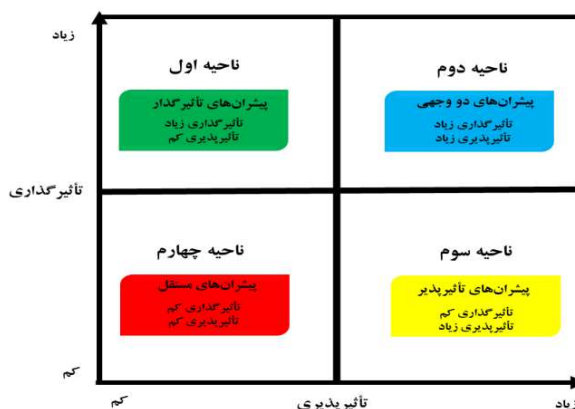 زیاد
ناحیه اول
پیشران‌های تأثیرگذار
تأثیرگذاری زیاد
تأثیرپذیری کم
ناحیه دوم
پیشران‌های دو وجهی
تأثیرگذاری زیاد
تأثیرپذیری زیاد
تأثیرگذاری
ناحیه چهارم
پیشران‌های مستقل
تأثیرگذاری کم
تأثیرپذیری کم
ناحیه سوم
پیشران‌های تأثیرپذیر
تأثیرگذاری کم
تأثیرپذیری زیاد
کم
کم
تأثیرپذیری
زیاد